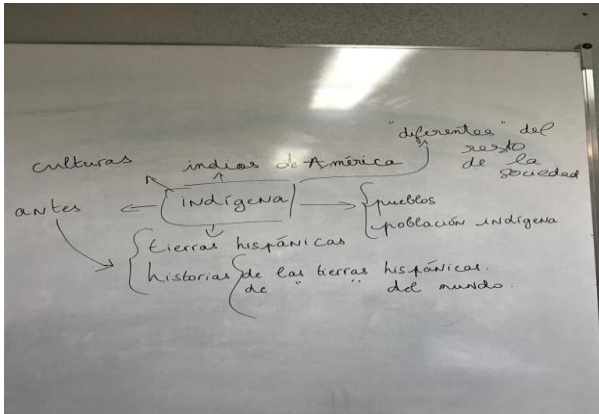 "diferentes" del
resto
de la
sociedad
culturas
indios de América
antes
indígena
pueblos
población indígena
tierras hispánicas
historias
de las tierras hispánicas.
de " " del mundo.